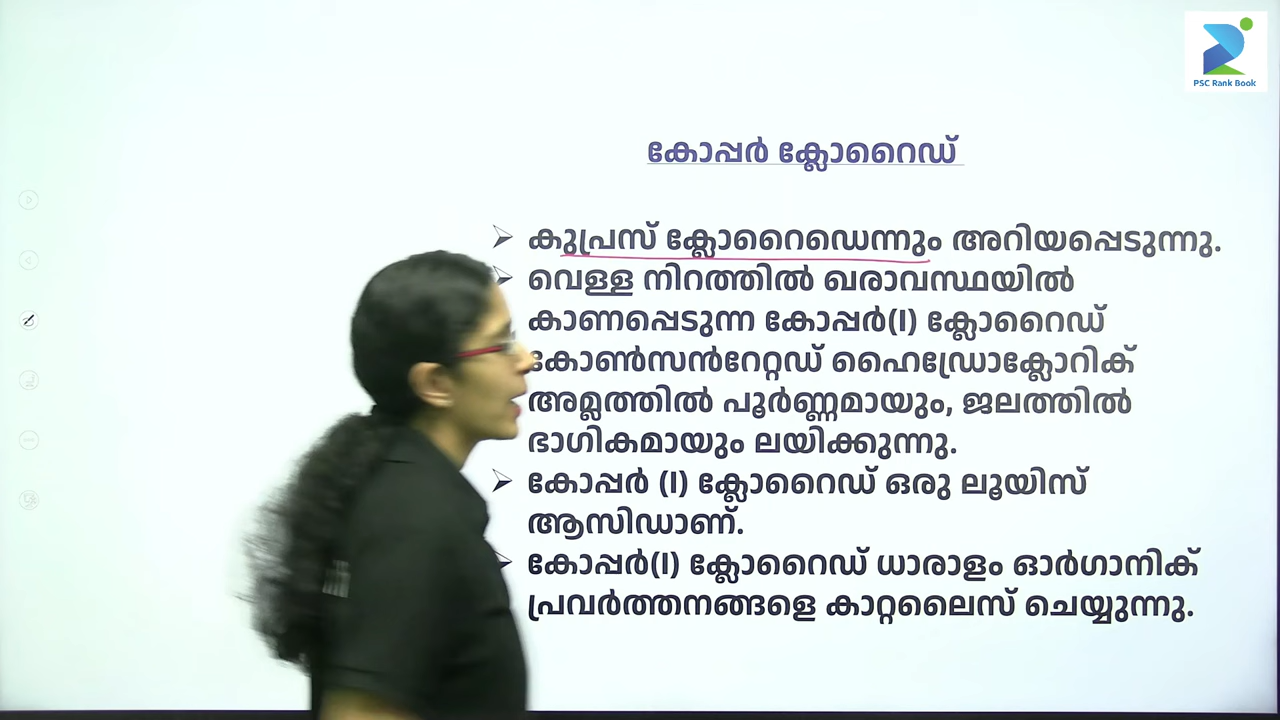 PSC Rank Book
കോപ്പർ ക്ലോറൈഡ്
കുപ്രസ് ക്ലോറൈഡെന്നും അറിയപ്പെടുന്നു.
വെള്ള നിറത്തിൽ ഖരാവസ്ഥയിൽ
കാണപ്പെടുന്ന കോപ്പർ(I) ക്ലോറൈഡ്
കോൺസൻറേറ്റഡ് ഹൈഡ്രോക്ലോറിക്
അമ്ലത്തിൽ പൂർണ്ണമായും, ജലത്തിൽ
ഭാഗികമായും ലയിക്കുന്നു.
കോപ്പർ (I) ക്ലോറൈഡ് ഒരു ലൂയിസ്
ആസിഡാണ്.
കോപ്പർ(I) ക്ലോറൈഡ് ധാരാളം ഓർഗാനിക്
പ്രവർത്തനങ്ങളെ കാറ്റലൈസ് ചെയ്യുന്നു.